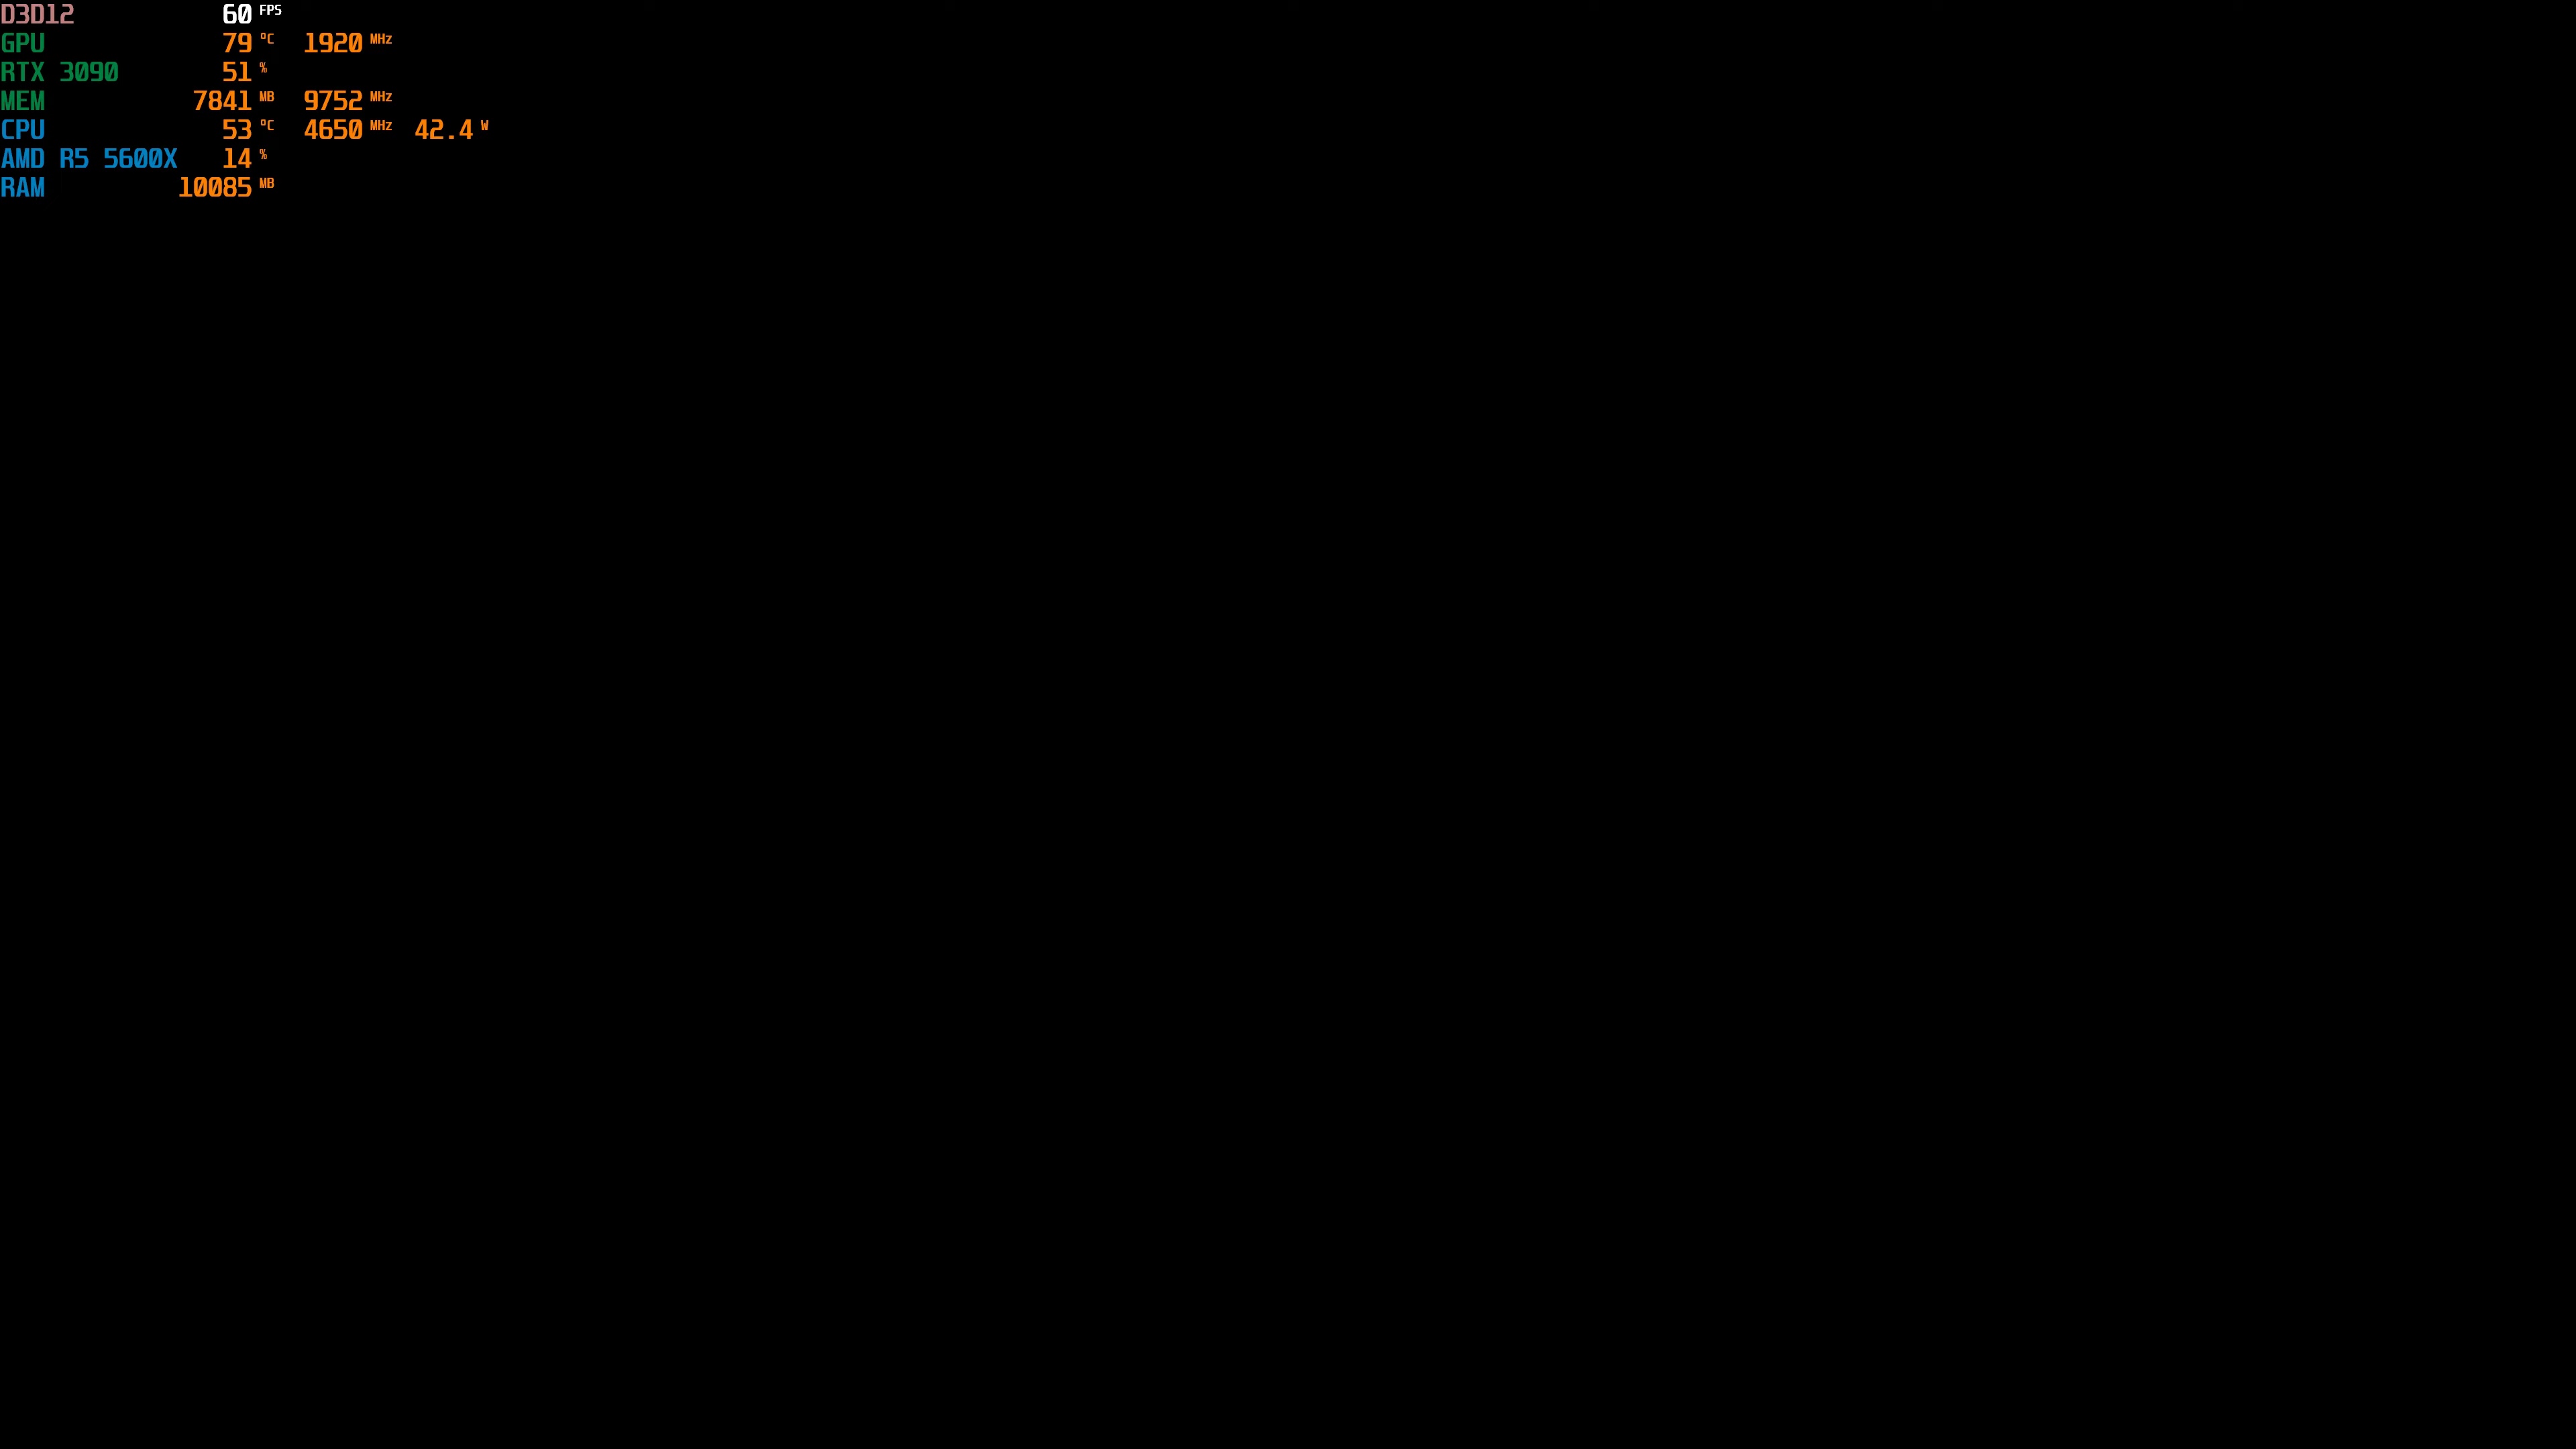 D3D12 60 FPS
GPU 79 °C 1920 MHz
RTX 3090 51 %
MEM 7841 MB 9752 MHz
CPU 53 °C 4650 MHz 42.4 W
AMD R5 5600X 14 %
RAM 10085 MB